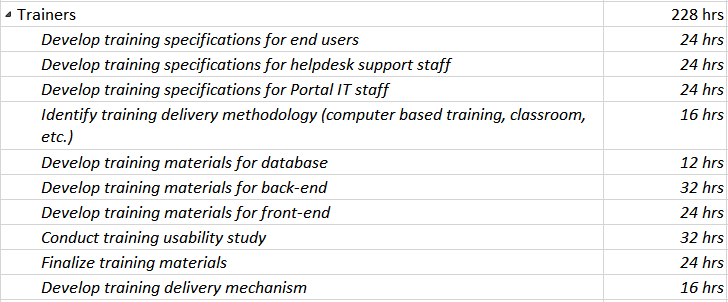 Trainers 228 hrs
Develop training specifications for end users 24 hrs
Develop training specifications for helpdesk support staff 24 hrs
Develop training specifications for Portal IT staff 24 hrs
Identify training delivery methodology (computer based training, classroom, 16 hrs
etc.)
Develop training materials for database 12 hrs
Develop training materials for back-end 32 hrs
Develop training materials for front-end 24 hrs
Conduct training usability study 32 hrs
Finalize training materials 24 hrs
Develop training delivery mechanism 16 hrs